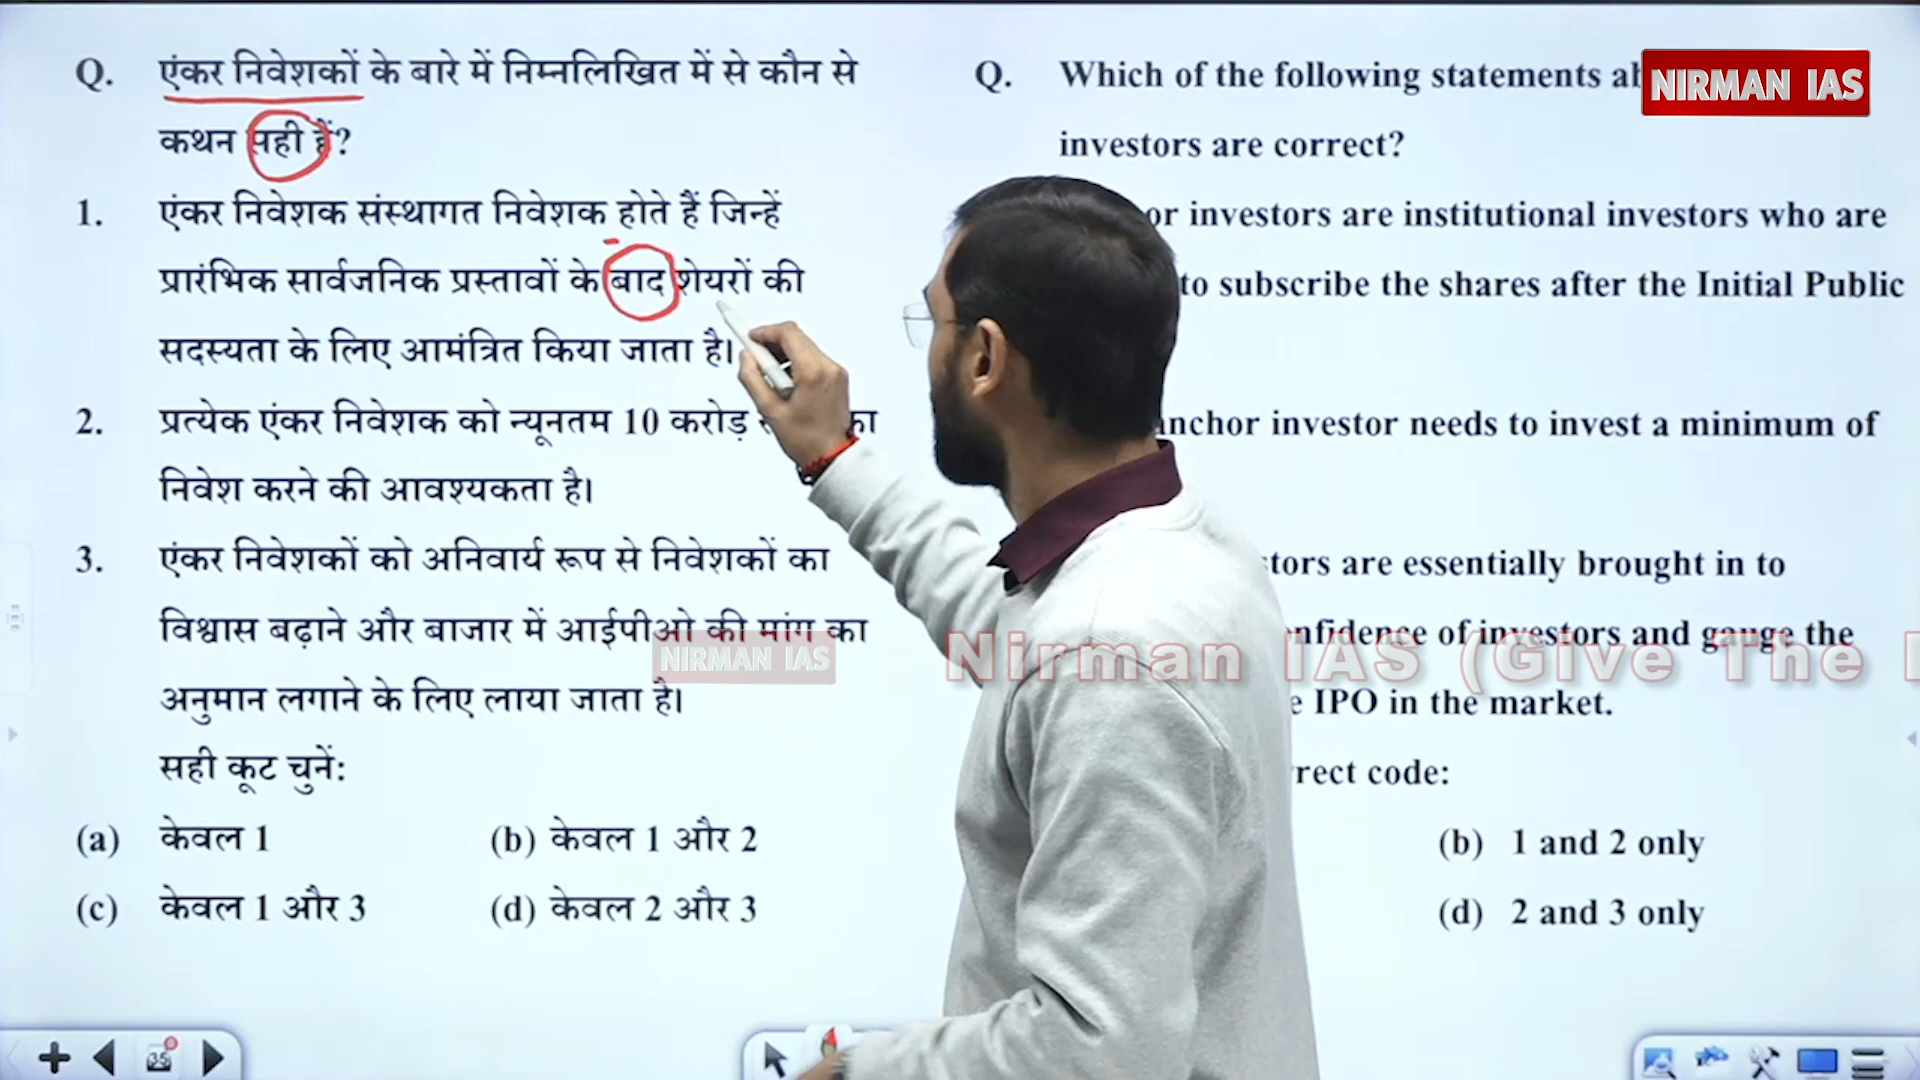 Q. एंकर निवेशकों के बारे में निम्नलिखित में से कौन से
कथन सही हैं?
1. एंकर निवेशक संस्थागत निवेशक होते हैं जिन्हें
प्रारंभिक सार्वजनिक प्रस्तावों के बाद शेयरों की
सदस्यता के लिए आमंत्रित किया जाता है।
2. प्रत्येक एंकर निवेशक को न्यूनतम 10 करोड़ का
निवेश करने की आवश्यकता है।
3. एंकर निवेशकों को अनिवार्य रूप से निवेशकों का
विश्वास बढ़ाने और बाजार में आईपीओ की मांग का
अनुमान लगाने के लिए लाया जाता है।
सही कूट चुनें:
(a) केवल 1 (b) केवल 1 और 2
(c) केवल 1 और 3 (d) केवल 2 और 3
Q. Which of the following statements
investors are correct?
investors are institutional investors who are
to subscribe the shares after the Initial Public
investor needs to invest a minimum of
are essentially brought in to
of investors and gauge the
IPO in the market.
code:
(b) 1 and 2 only
(d) 2 and 3 only
NIRMAN IAS
NIRMAN IAS
Nirman IAS (Give The
35